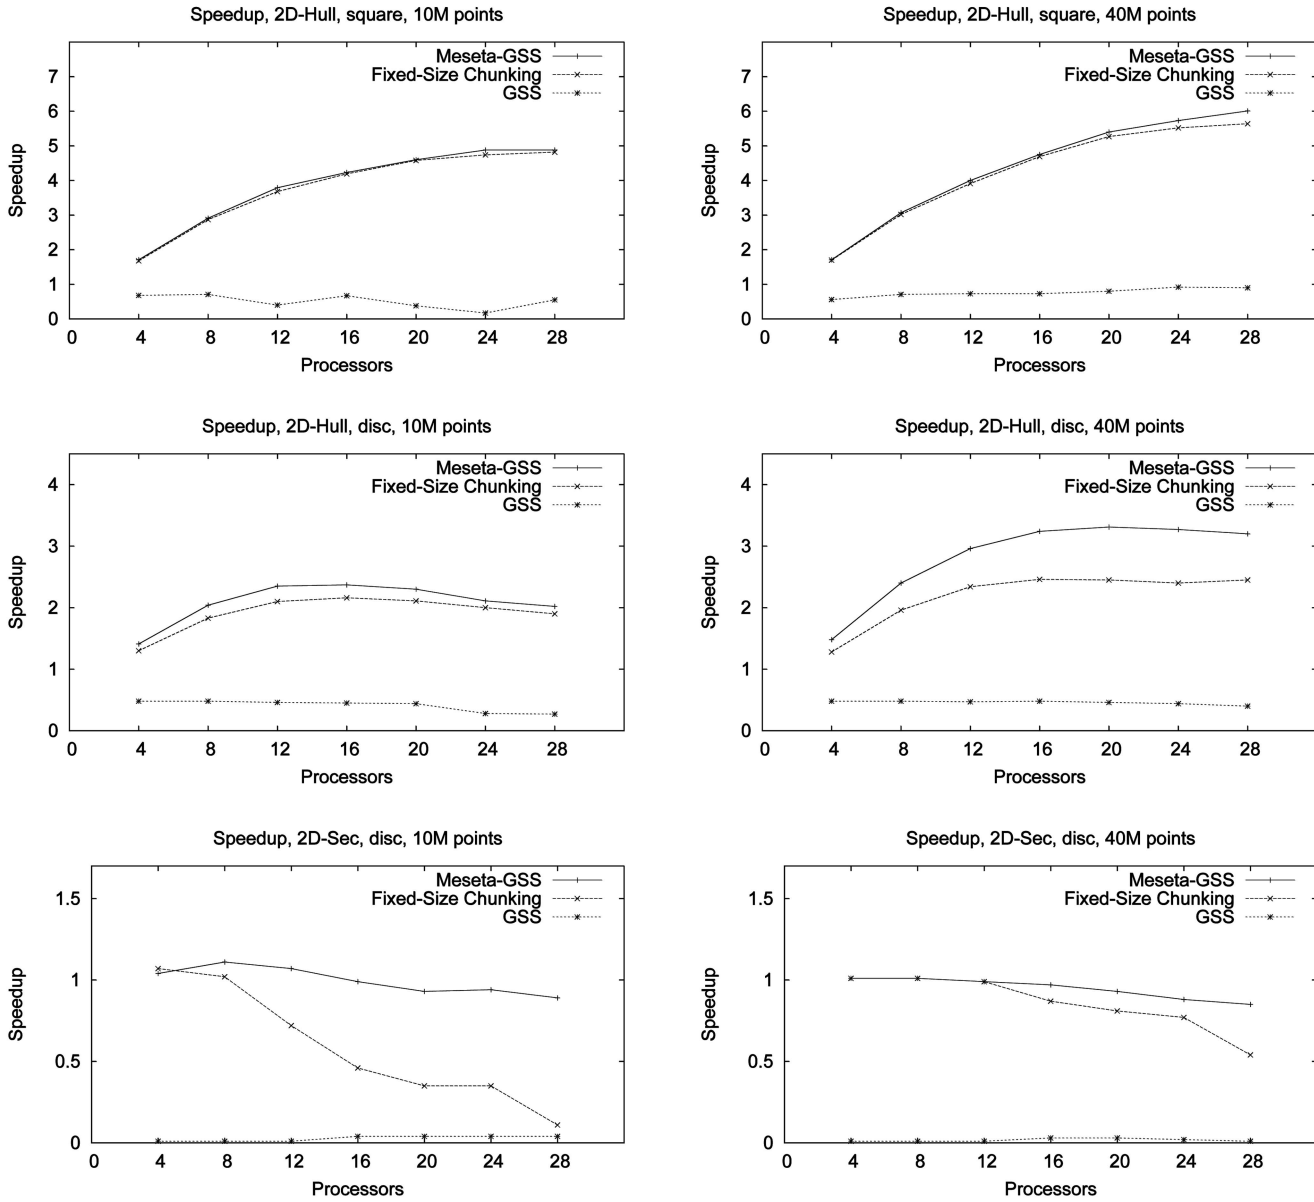 Speedup, 2D-Hull, square, 10M points
Speedup
7
6
5
4
3
2
1
0
Meseta-GSS
Fixed-Size Chunking
GSS
0 4 8 12 16 20 24 28
Processors
Speedup, 2D-Hull, square, 40M points
Speedup
7
6
5
4
3
2
1
0
Meseta-GSS
Fixed-Size Chunking
GSS
0 4 8 12 16 20 24 28
Processors
Speedup, 2D-Hull, disc, 10M points
Speedup
4
3
2
1
0
Meseta-GSS
Fixed-Size Chunking
GSS
0 4 8 12 16 20 24 28
Processors
Speedup, 2D-Hull, disc, 40M points
Speedup
4
3
2
1
0
Meseta-GSS
Fixed-Size Chunking
GSS
0 4 8 12 16 20 24 28
Processors
Speedup, 2D-Sec, disc, 10M points
Speedup
1.5
1
0.5
0
Meseta-GSS
Fixed-Size Chunking
GSS
0 4 8 12 16 20 24 28
Processors
Speedup, 2D-Sec, disc, 40M points
Speedup
1.5
1
0.5
0
Meseta-GSS
Fixed-Size Chunking
GSS
0 4 8 12 16 20 24 28
Processors